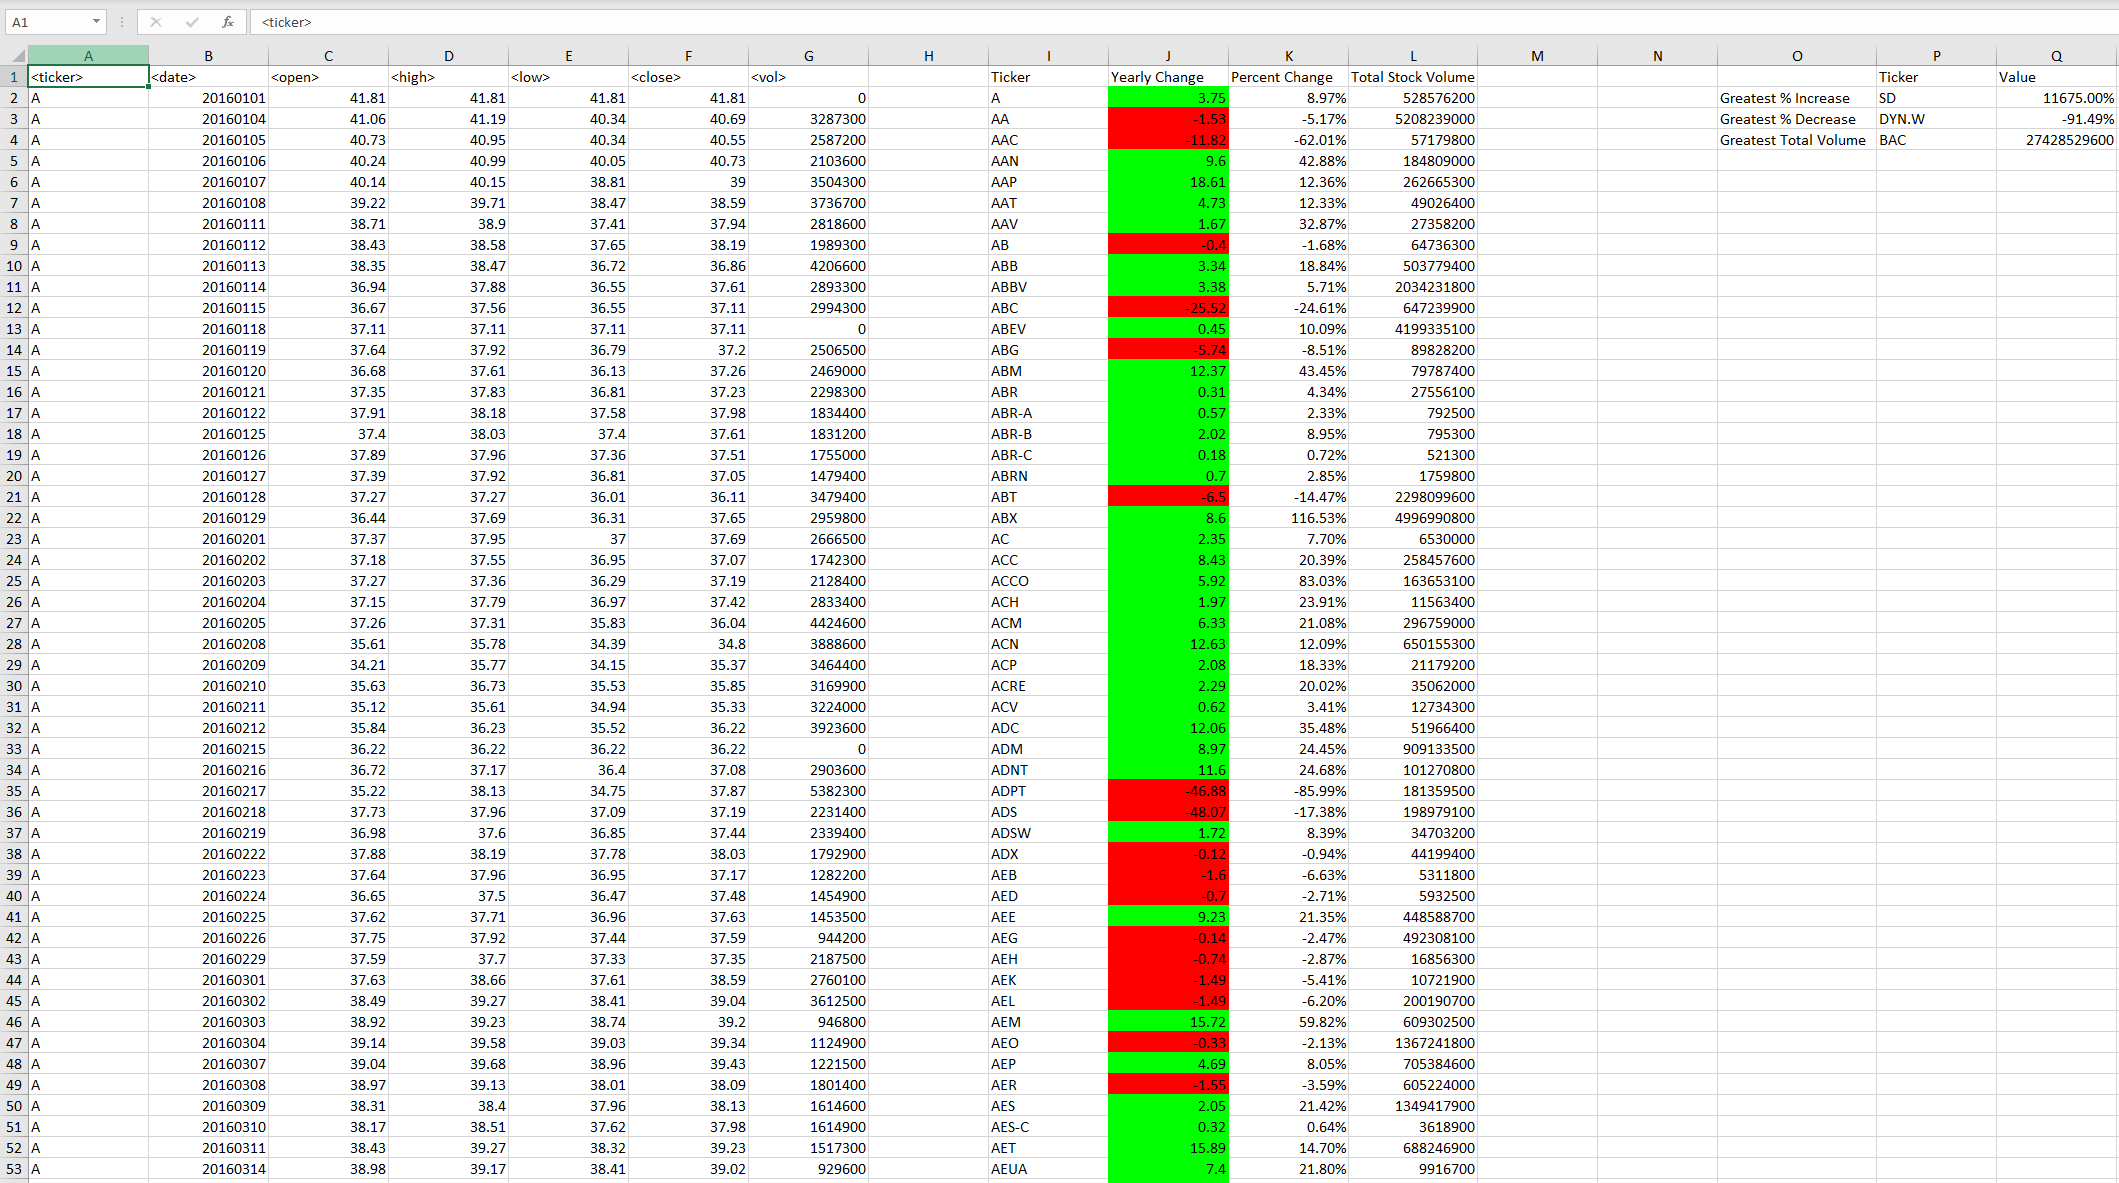 A1 fx <ticker>
A B C D E F G H I J K L M N O P Q
1 <ticker> <date> <open> <high> <low> <close> <vol> Ticker Yearly Change Percent Change Total Stock Volume Ticker Value
2 A 20160101 41.81 41.81 41.81 41.81 0 A 3.75 8.97% 528576200 Greatest % Increase SD 11675.00%
3 A 20160104 41.06 41.19 40.34 40.69 3287300 AA -1.53 -5.17% 5208239000 Greatest % Decrease DYN.W -91.49%
4 A 20160105 40.73 40.95 40.34 40.55 2587200 AAC -11.82 -62.01% 57179800 Greatest Total Volume BAC 27428529600
5 A 20160106 40.24 40.99 40.05 40.73 2103600 AAN 9.6 42.88% 184809000
6 A 20160107 40.14 40.15 38.81 39 3504300 AAP 18.61 12.36% 262665300
7 A 20160108 39.22 39.71 38.47 38.59 3736700 AAT 4.73 12.33% 49026400
8 A 20160111 38.71 38.9 37.41 37.94 2818600 AAV 1.67 32.87% 27358200
9 A 20160112 38.43 38.58 37.65 38.19 1989300 AB -0.4 -1.68% 64736300
10 A 20160113 38.35 38.47 36.72 36.86 4206600 ABB 3.34 18.84% 503779400
11 A 20160114 36.94 37.88 36.55 37.61 2893300 ABBV 3.38 5.71% 2034231800
12 A 20160115 36.67 37.56 36.55 37.11 2994300 ABC -25.52 -24.61% 647239900
13 A 20160118 37.11 37.11 37.11 37.11 0 ABEV 0.45 10.09% 4199335100
14 A 20160119 37.64 37.92 36.79 37.2 2506500 ABG -5.74 -8.51% 89828200
15 A 20160120 36.68 37.61 36.13 37.26 2469000 ABM 12.37 43.45% 79787400
16 A 20160121 37.35 37.83 36.81 37.23 2298300 ABR 0.31 4.34% 27556100
17 A 20160122 37.91 38.18 37.58 37.98 1834400 ABR-A 0.57 2.33% 792500
18 A 20160125 37.4 38.03 37.4 37.61 1831200 ABR-B 2.02 8.95% 795300
19 A 20160126 37.89 37.96 37.36 37.51 1755000 ABR-C 0.18 0.72% 521300
20 A 20160127 37.39 37.92 36.81 37.05 1479400 ABRN 0.7 2.85% 1759800
21 A 20160128 37.27 37.27 36.01 36.11 3479400 ABT -6.5 -14.47% 2298099600
22 A 20160129 36.44 37.69 36.31 37.65 2959800 ABX 8.6 116.53% 4996990800
23 A 20160201 37.37 37.95 37 37.69 2666500 AC 2.35 7.70% 6530000
24 A 20160202 37.18 37.55 36.95 37.07 1742300 ACC 8.43 20.39% 258457600
25 A 20160203 37.27 37.36 36.29 37.19 2128400 ACCO 5.92 83.03% 163653100
26 A 20160204 37.15 37.79 36.97 37.42 2833400 ACH 1.97 23.91% 11563400
27 A 20160205 37.26 37.31 35.83 36.04 4424600 ACM 6.33 21.08% 296759000
28 A 20160208 35.61 35.78 34.39 34.8 3888600 ACN 12.63 12.09% 650155300
29 A 20160209 34.21 35.77 34.15 35.37 3464400 ACP 2.08 18.33% 21179200
30 A 20160210 35.63 36.73 35.53 35.85 3169900 ACRE 2.29 20.02% 35062000
31 A 20160211 35.12 35.61 34.94 35.33 3224000 ACV 0.62 3.41% 12734300
32 A 20160212 35.84 36.23 35.52 36.22 3923600 ADC 12.06 35.48% 51966400
33 A 20160215 36.22 36.22 36.22 36.22 0 ADM 8.97 24.45% 909133500
34 A 20160216 36.72 37.17 36.4 37.08 2903600 ADNT 11.6 24.68% 101270800
35 A 20160217 35.22 38.13 34.75 37.87 5382300 ADPT -46.88 -85.99% 181359500
36 A 20160218 37.73 37.96 37.09 37.19 2231400 ADS -48.07 -17.38% 198979100
37 A 20160219 36.98 37.6 36.85 37.44 2339400 ADSW 1.72 8.39% 34703200
38 A 20160222 37.88 38.19 37.78 38.03 1792900 ADX -0.12 -0.94% 44199400
39 A 20160223 37.64 37.96 36.95 37.17 1282200 AEB -1.6 -6.63% 5311800
40 A 20160224 36.65 37.5 36.47 37.48 1454900 AED -0.7 -2.71% 5932500
41 A 20160225 37.62 37.71 36.96 37.63 1453500 AEE 9.23 21.35% 448588700
42 A 20160226 37.75 37.92 37.44 37.59 944200 AEG -0.14 -2.47% 492308100
43 A 20160229 37.59 37.7 37.33 37.35 2187500 AEH -0.74 -2.87% 16856300
44 A 20160301 37.63 38.66 37.61 38.59 2760100 AEK -1.49 -5.41% 10721900
45 A 20160302 38.49 39.27 38.41 39.04 3612500 AEL -1.49 -6.20% 200190700
46 A 20160303 38.92 39.23 38.74 39.2 946800 AEM 15.72 59.82% 609302500
47 A 20160304 39.14 39.58 39.03 39.34 1124900 AEO -0.33 -2.13% 1367241800
48 A 20160307 39.04 39.68 38.96 39.43 1221500 AEP 4.69 8.05% 705384600
49 A 20160308 38.97 39.13 38.01 38.09 1801400 AER -1.55 -3.59% 605224000
50 A 20160309 38.31 38.4 37.96 38.13 1614600 AES 2.05 21.42% 1349417900
51 A 20160310 38.17 38.51 37.62 37.98 1614900 AES-C 0.32 0.64% 3618900
52 A 20160311 38.43 39.27 38.32 39.23 1517300 AET 15.89 14.70% 688246900
53 A 20160314 38.98 39.17 38.41 39.02 929600 AEUA 7.4 21.80% 9916700